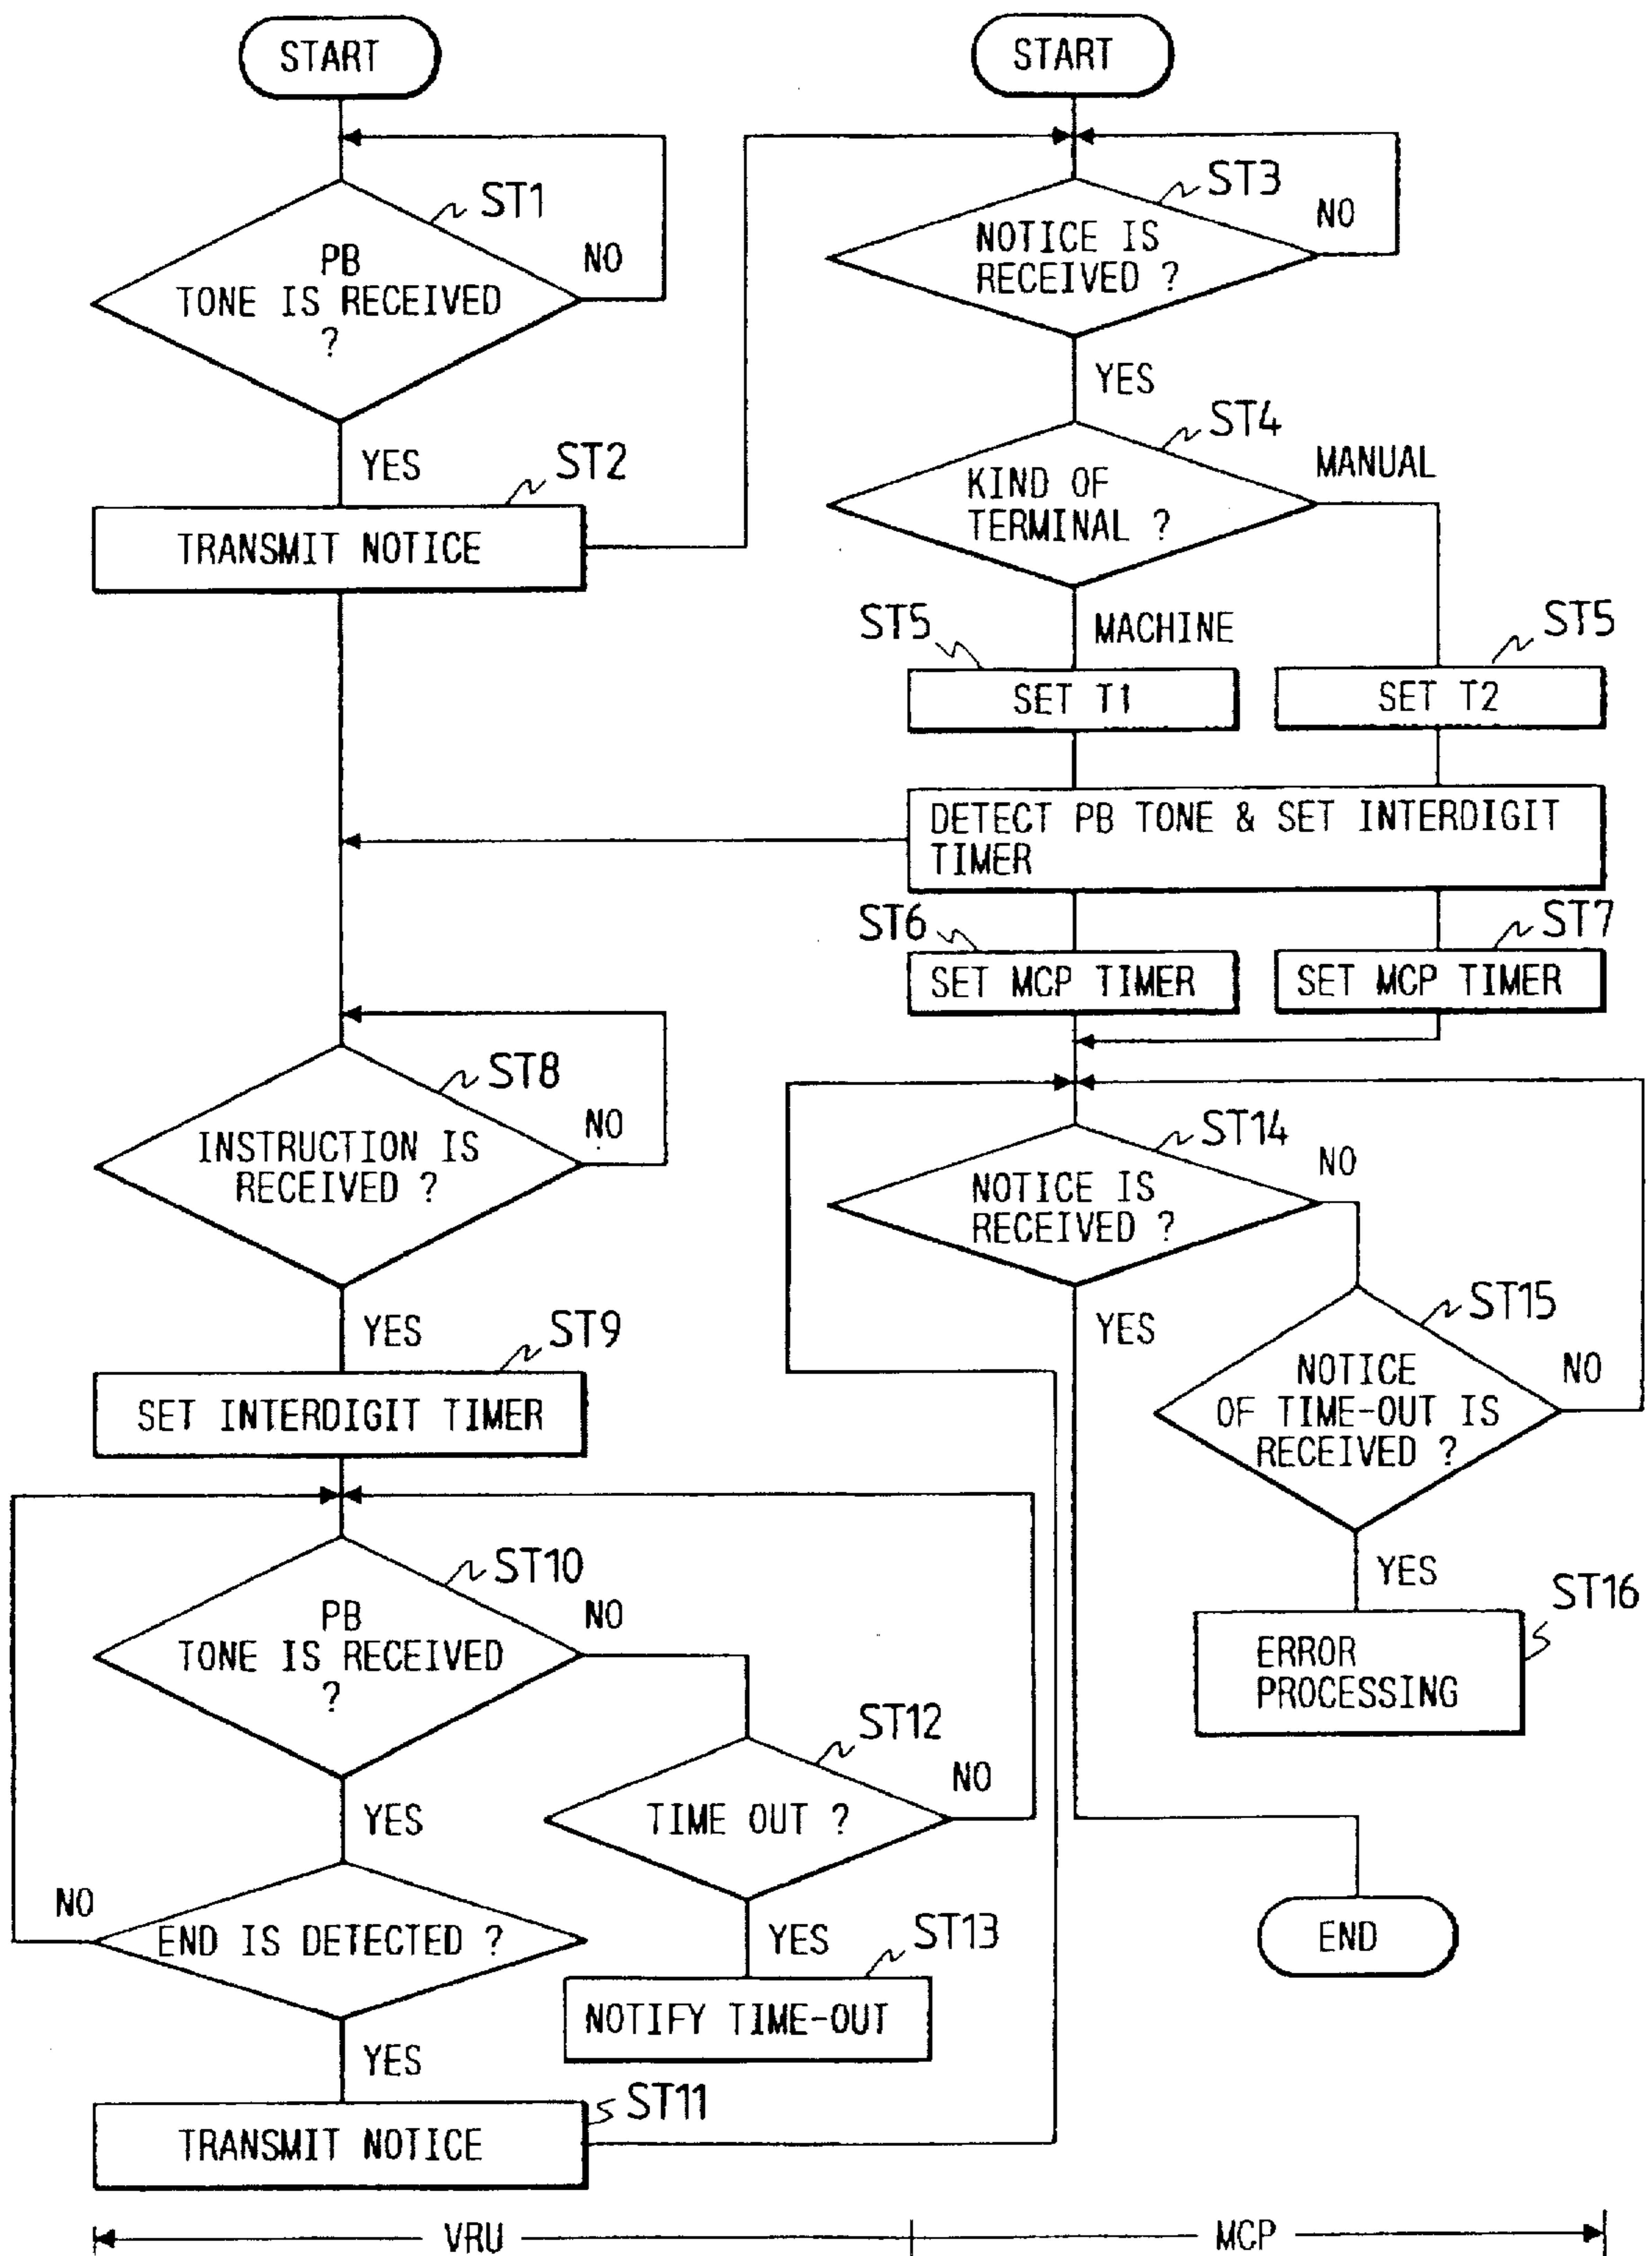 START
ST1
PB
TONE IS RECEIVED
?
NO
YES
ST2
TRANSMIT NOTICE
ST8
INSTRUCTION IS
RECEIVED ?
NO
YES
ST9
SET INTERDIGIT TIMER
ST10
PB
TONE IS RECEIVED
?
NO
YES
ST12
TIME OUT ?
NO
YES
ST13
NOTIFY TIME-OUT
END IS DETECTED ?
NO
YES
ST11
TRANSMIT NOTICE
START
ST3
NOTICE IS
RECEIVED ?
NO
YES
ST4
KIND OF
TERMINAL ?
MANUAL
MACHINE
ST5
SET T1
ST5
SET T2
DETECT PB TONE & SET INTERDIGIT
TIMER
ST6
SET MCP TIMER
ST7
SET MCP TIMER
ST14
NOTICE IS
RECEIVED ?
NO
YES
ST15
NOTICE
OF TIME-OUT IS
RECEIVED ?
NO
YES
ST16
ERROR
PROCESSING
END
VRU
MCP